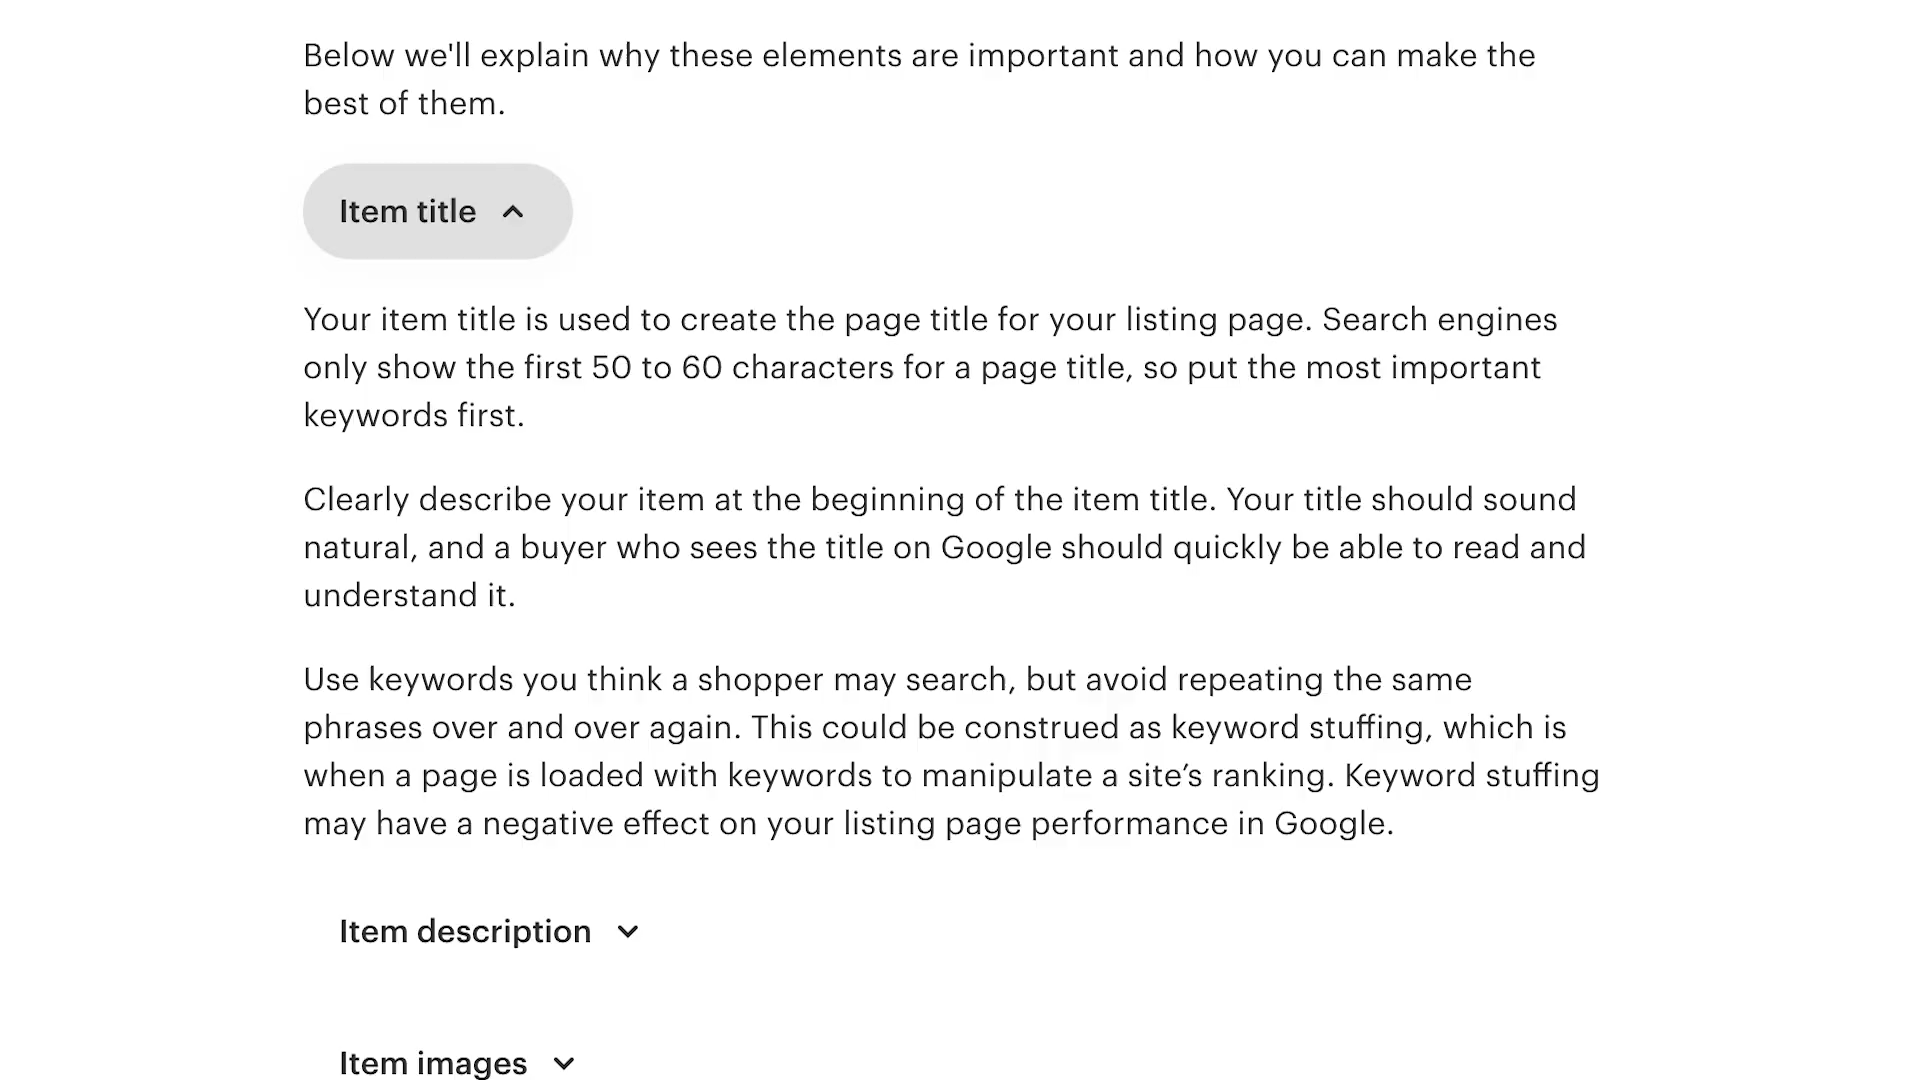 Below we'll explain why these elements are important and how you can make the
best of them.
Item title
Your item title is used to create the page title for your listing page. Search engines
only show the first 50 to 60 characters for a page title, so put the most important
keywords first.
Clearly describe your item at the beginning of the item title. Your title should sound
natural, and a buyer who sees the title on Google should quickly be able to read and
understand it.
Use keywords you think a shopper may search, but avoid repeating the same
phrases over and over again. This could be construed as keyword stuffing, which is
when a page is loaded with keywords to manipulate a site’s ranking. Keyword stuffing
may have a negative effect on your listing page performance in Google.
Item description
Item images